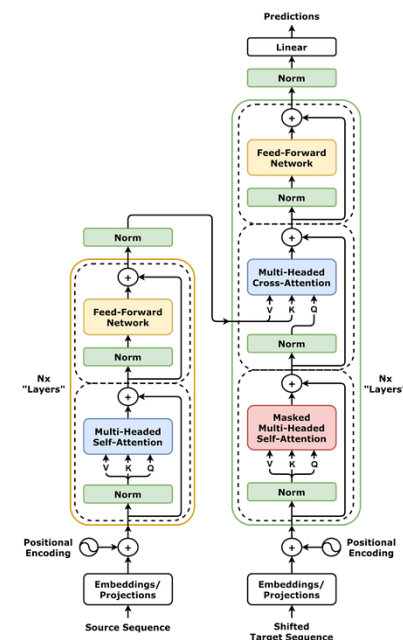 Predictions
Linear
Norm
Feed-Forward
Network
Norm
Norm
Multi-Headed
Cross-Attention
Feed-Forward
Network
V K Q
Norm
Norm
Nx
"Layers"
Nx
"Layers"
Multi-Headed
Self-Attention
Masked
Multi-Headed
Self-Attention
V K Q
V K Q
Norm
Norm
Positional
Encoding
Positional
Encoding
Embeddings/
Projections
Embeddings/
Projections
Source Sequence
Shifted
Target Sequence